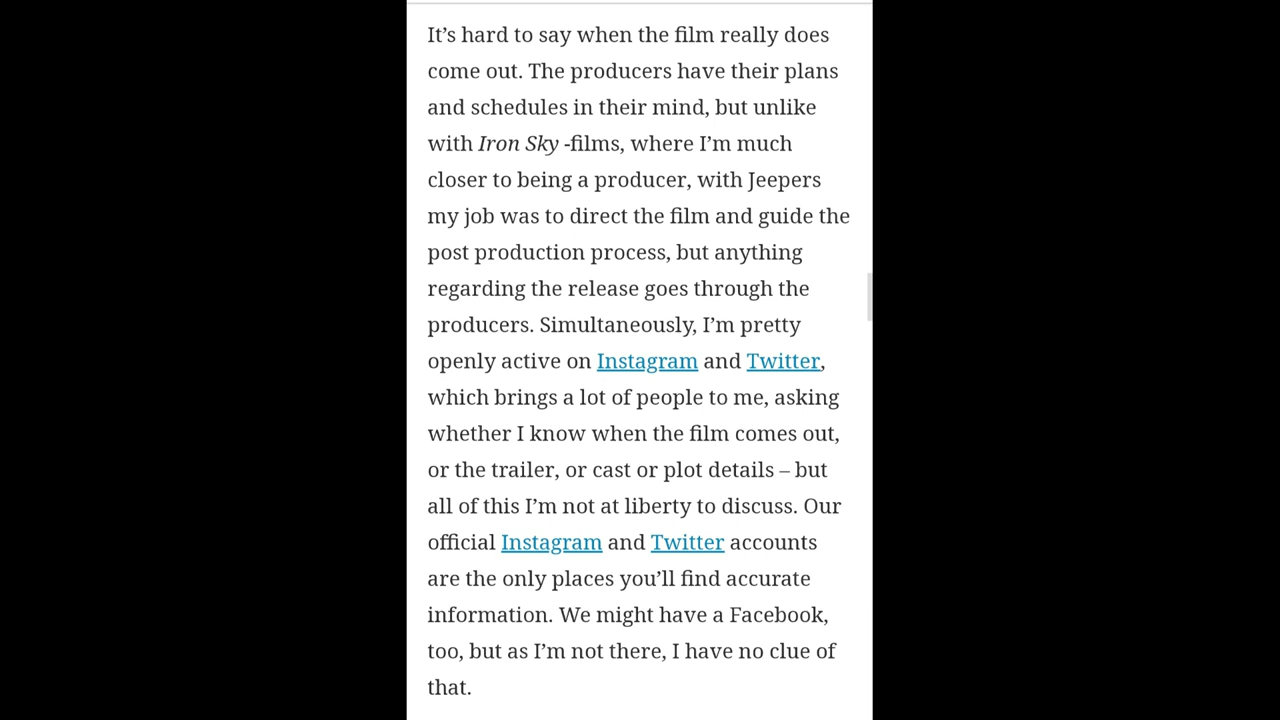 It’s hard to say when the film really does
come out. The producers have their plans
and schedules in their mind, but unlike
with Iron Sky -films, where I’m much
closer to being a producer, with Jeepers
my job was to direct the film and guide the
post production process, but anything
regarding the release goes through the
producers. Simultaneously, I’m pretty
openly active on Instagram and Twitter,
which brings a lot of people to me, asking
whether I know when the film comes out,
or the trailer, or cast or plot details – but
all of this I’m not at liberty to discuss. Our
official Instagram and Twitter accounts
are the only places you’ll find accurate
information. We might have a Facebook,
too, but as I’m not there, I have no clue of
that.